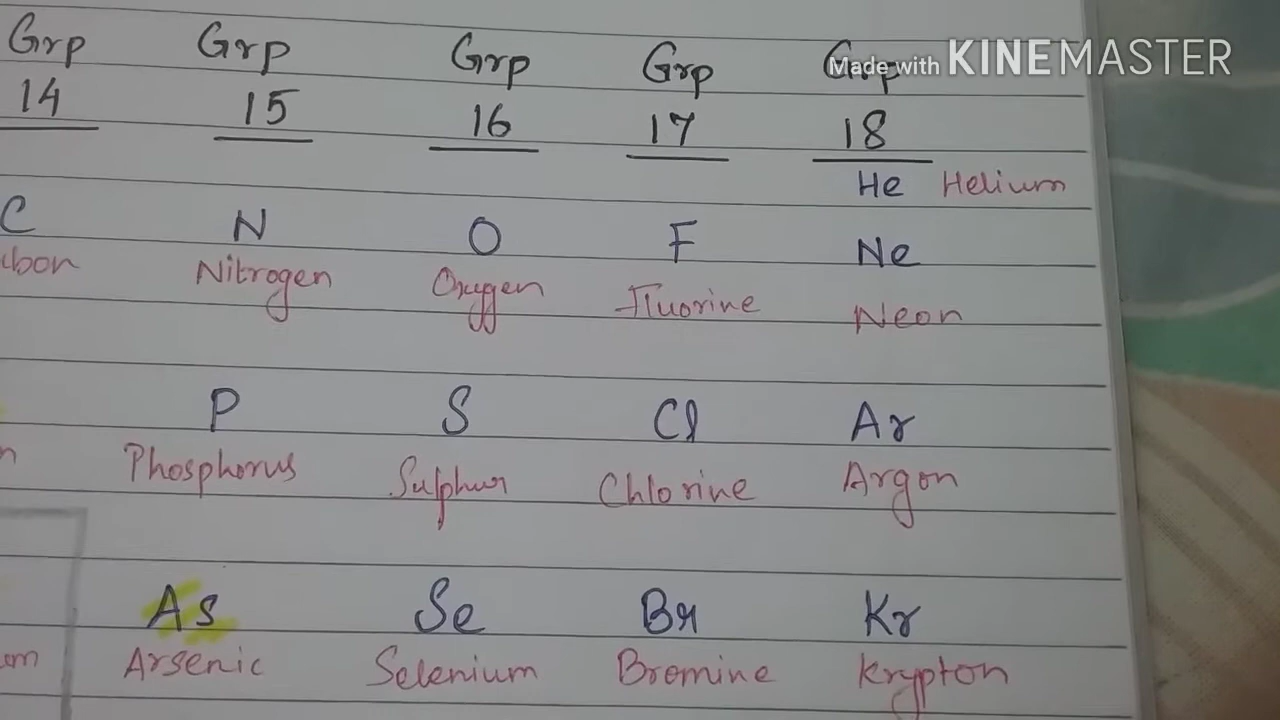 Grp Grp Grp Grp Grp
Made with KINEMASTER
14 15 16 17 18
He Helium
C N O F Ne
Nitrogen Oxygen Fluorine Neon
P S Cl Ar
Phosphorus Sulphur Chlorine Argon
As Se Br Kr
Arsenic Selenium Bromine Krypton